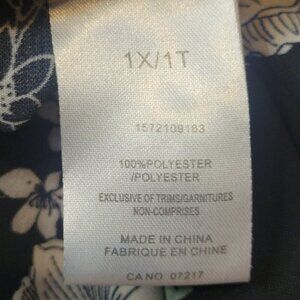 1X/1T
1572109183
100%POLYESTER
/POLYESTER
EXCLUSIVE OF TRIMS/GARNITURES
NON-COMPRISES
MADE IN CHINA
FABRIQUE EN CHINE
CA NO. 07217